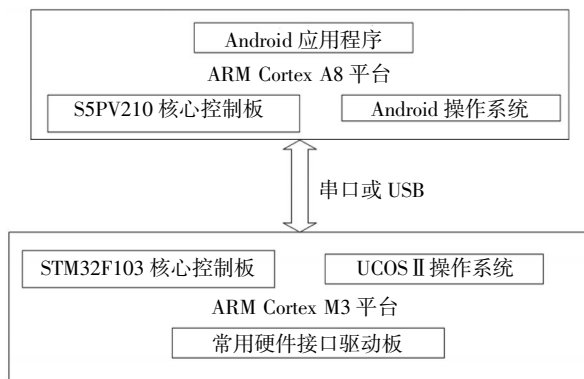 Android 应用程序
ARM Cortex A8 平台
S5PV210 核心控制板
Android 操作系统
串口或 USB
STM32F103 核心控制板
UCOSⅡ操作系统
ARM Cortex M3 平台
常用硬件接口驱动板